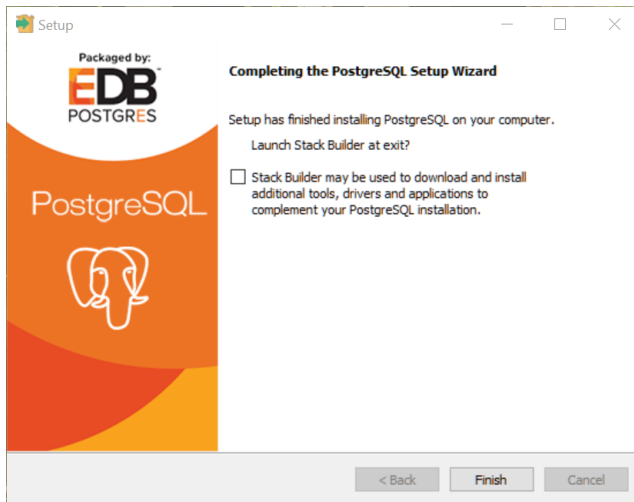 Setup
Packaged by:
EDB
POSTGRES
PostgreSQL
Completing the PostgreSQL Setup Wizard
Setup has finished installing PostgreSQL on your computer.
Launch Stack Builder at exit?
Stack Builder may be used to download and install
additional tools, drivers and applications to
complement your PostgreSQL installation.
< Back
Finish
Cancel